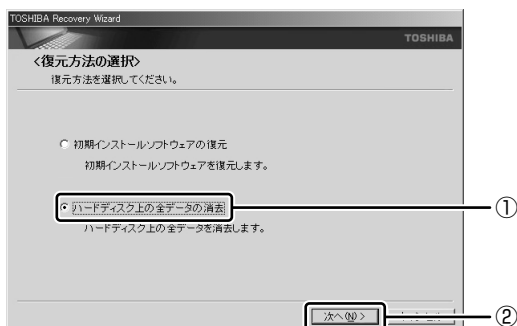 TOSHIBA Recovery Wizard
TOSHIBA
<復元方法の選択>
復元方法を選択してください。
初期インストールソフトウェアの復元
初期インストールソフトウェアを復元します。
ハードディスク上の全データの消去
①
ハードディスク上の全データを消去します。
次へ(N) >
②